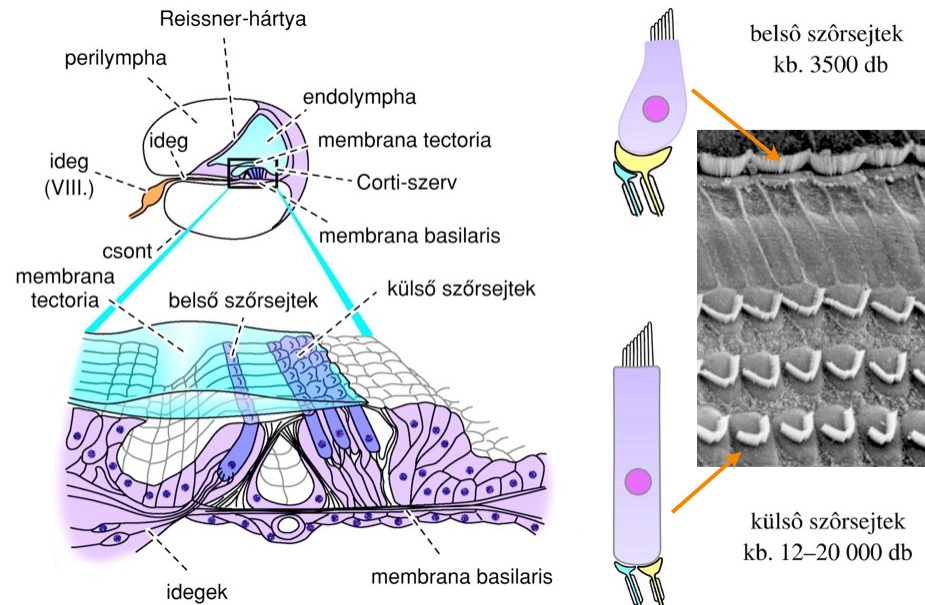 Reissner-hártya
perilympha
endolympha
ideg
membrana tectoria
ideg
(VIII.)
Corti-szerv
membrana basilaris
csont
membrana
tectoria
belső szőrsejtek
külső szőrsejtek
membrana basilaris
idegek
belsô szôrsejtek
kb. 3500 db
külsô szôrsejtek
kb. 12–20 000 db